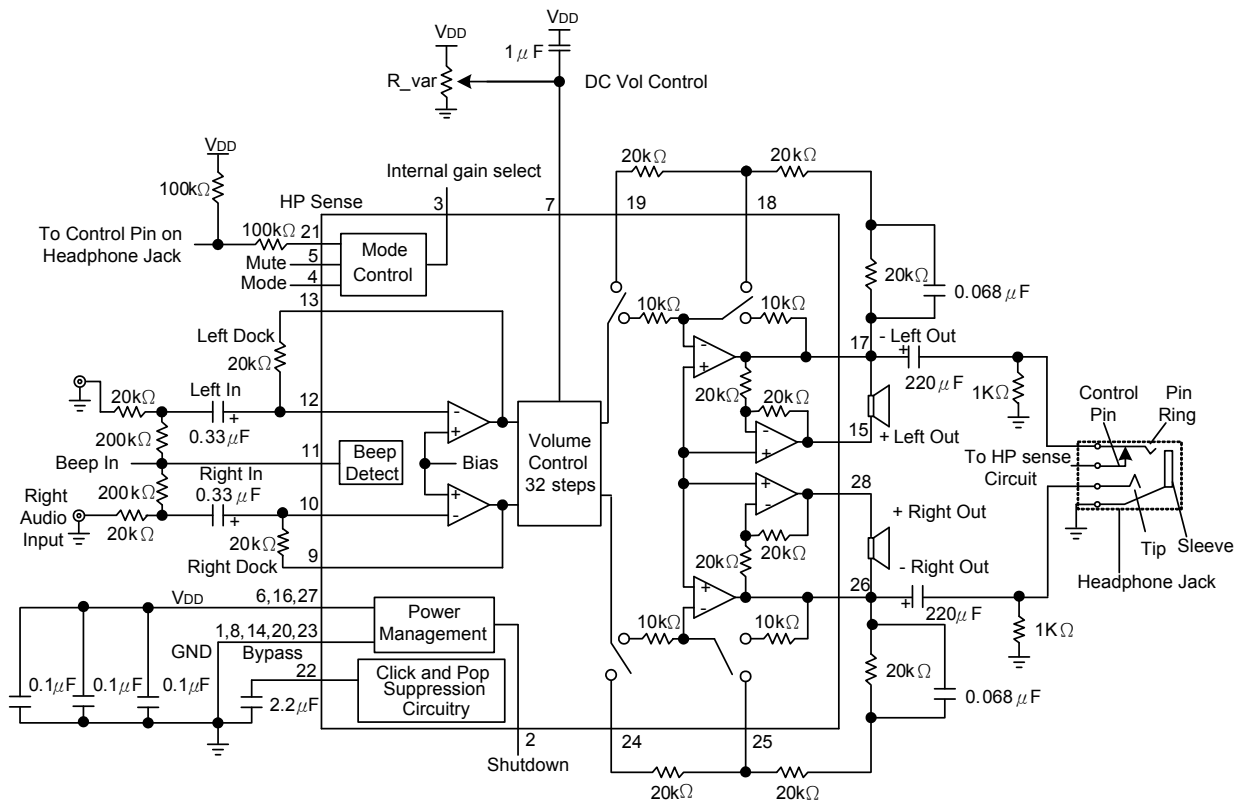 VDD
VDD
1μF
R_var
DC Vol Control
VDD
100kΩ
Internal gain select
20kΩ
20kΩ
HP Sense
3
7
19
18
To Control Pin on
Headphone Jack
100kΩ
21
Mute
5
Mode
4
Mode
Control
13
20kΩ
0.068μF
10kΩ
10kΩ
Left Dock
20kΩ
17
- Left Out
+
220μF
1KΩ
Left In
20kΩ
12
0.33μF
+
-
+
20kΩ
20kΩ
-
+
-
+
15
+ Left Out
Control
Pin
Pin
Ring
200kΩ
Beep In
11
Beep
Detect
Bias
Volume
Control
32 steps
To HP sense
Circuit
Right In
0.33μF
+
200kΩ
Right
Audio
Input
20kΩ
10
+
-
+
-
28
+ Right Out
20kΩ
20kΩ
20kΩ
9
Right Dock
Tip
Sleeve
Headphone Jack
- Right Out
26
+
220μF
1KΩ
+
-
VDD
6,16,27
Power
Management
10kΩ
10kΩ
1,8,14,20,23
GND
Bypass
22
Click and Pop
Suppression
Circuitry
0.1μF
0.1μF
0.1μF
2.2μF
20kΩ
0.068μF
2
Shutdown
24
25
20kΩ
20kΩ